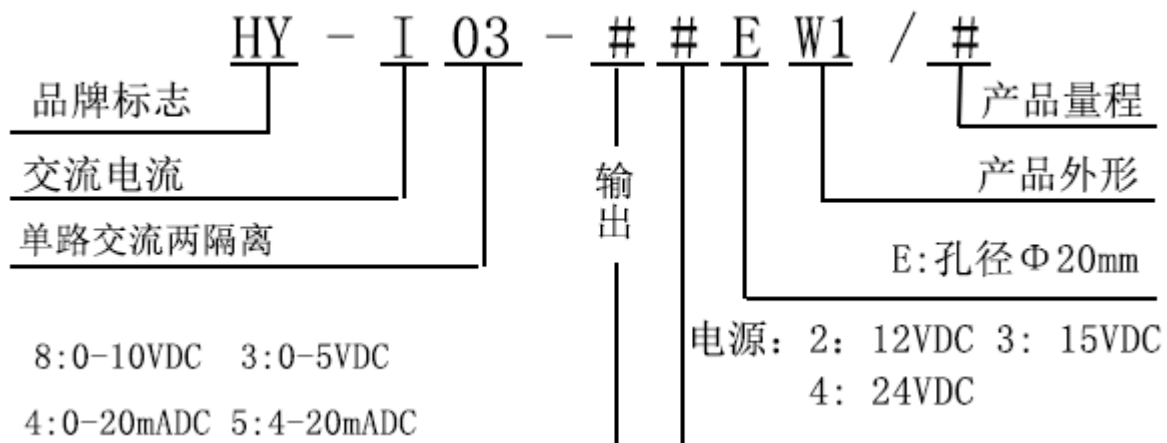 HY - I 03 - # # E W1 / #
品牌标志
产品量程
交流电流
产品外形
输出
单路交流两隔离
E:孔径Φ20mm
电源：2：12VDC 3：15VDC
4：24VDC
8:0-10VDC 3:0-5VDC
4:0-20mADC 5:4-20mADC